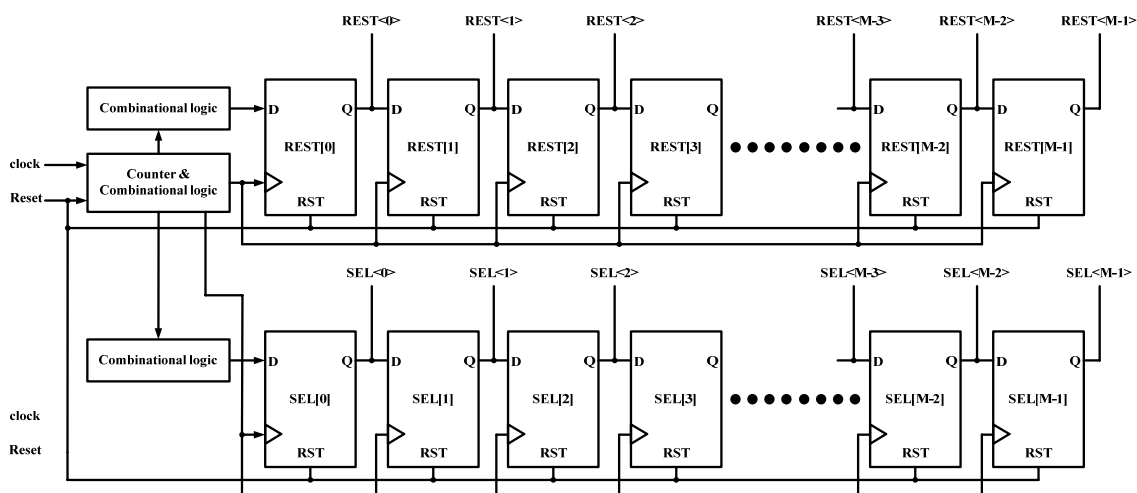 REST<0> REST<1> REST<2> REST<M-3> REST<M-2> REST<M-1>
Combinational logic D Q D Q D Q D Q D Q D Q
REST[0] REST[1] REST[2] REST[3] REST[M-2] REST[M-1]
clock
Counter &
Combinational logic
Reset
RST RST RST RST RST RST
SEL<0> SEL<1> SEL<2> SEL<M-3> SEL<M-2> SEL<M-1>
Combinational logic D Q D Q D Q D Q D Q D Q
SEL[0] SEL[1] SEL[2] SEL[3] SEL[M-2] SEL[M-1]
clock
Reset RST RST RST RST RST RST